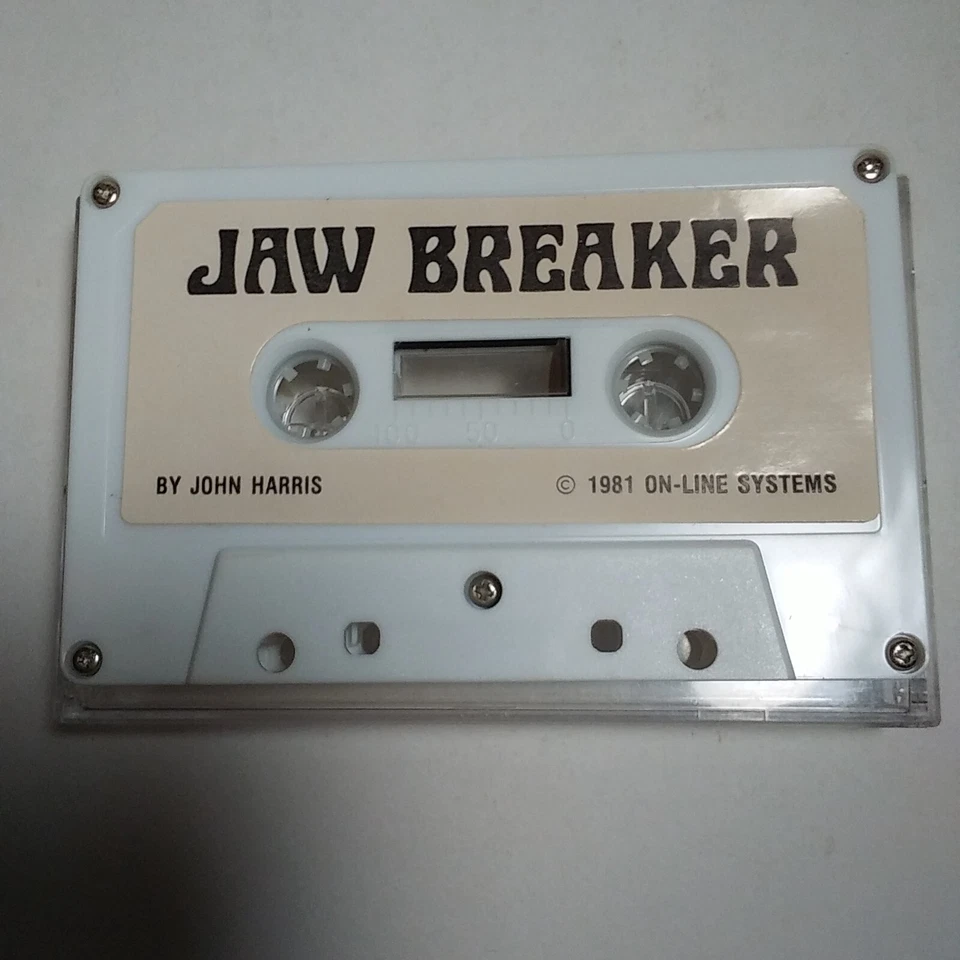 JAW BREAKER
100 50 0
BY JOHN HARRIS
© 1981 ON-LINE SYSTEMS